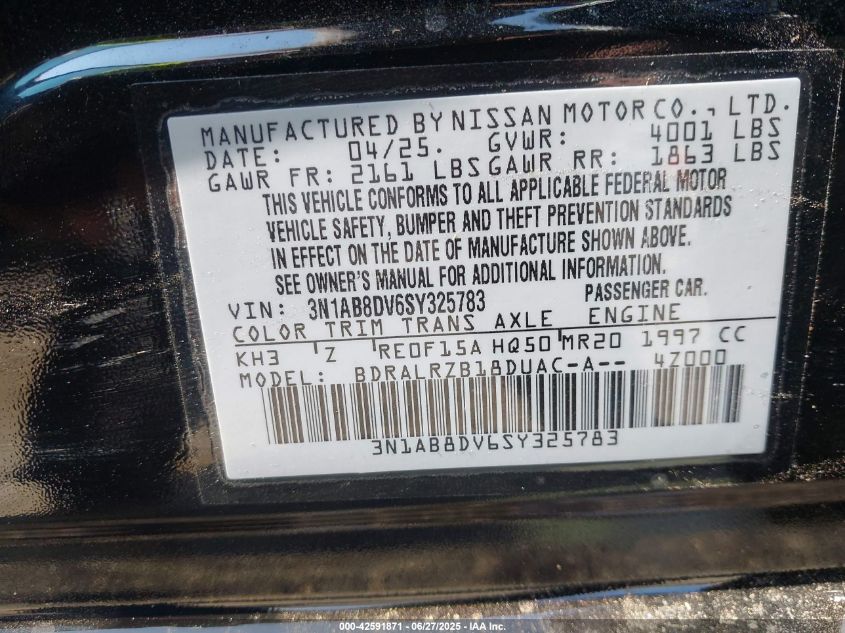 MANUFACTURED BY NISSAN MOTOR CO., LTD.
DATE: 04/25. GVWR: 4001 LBS
GAWR FR: 2161 LBS GAWR RR: 1863 LBS
THIS VEHICLE CONFORMS TO ALL APPLICABLE FEDERAL MOTOR
VEHICLE SAFETY, BUMPER AND THEFT PREVENTION STANDARDS
IN EFFECT ON THE DATE OF MANUFACTURE SHOWN ABOVE.
SEE OWNER'S MANUAL FOR ADDITIONAL INFORMATION.
VIN: 3N1AB8DV6SY325783 PASSENGER CAR.
COLOR TRIM TRANS AXLE ENGINE
KH3 Z RE0F15A HQ50 MR20 1997 CC
MODEL: BDRALRZB18DUAC-A-- 4Z000
3N1AB8DV6SY325783
000-42591871 - 06/27/2025 - IAA Inc.